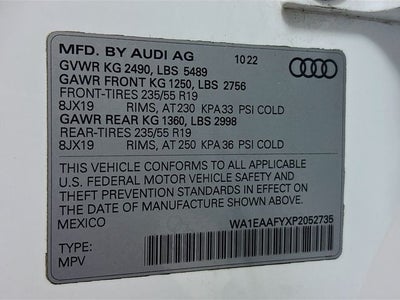 MFD. BY AUDI AG 10 22
GVWR KG 2490, LBS 5489
GAWR FRONT KG 1250, LBS 2756
FRONT-TIRES 235/55 R19
8JX19 RIMS, AT 230 KPA 33 PSI COLD
GAWR REAR KG 1360, LBS 2998
REAR-TIRES 235/55 R19
8JX19 RIMS, AT 250 KPA 36 PSI COLD
THIS VEHICLE CONFORMS TO ALL APPLICABLE
U.S. FEDERAL MOTOR VEHICLE SAFETY AND
THEFT PREVENTION STANDARDS IN EFFECT ON
THE DATE OF MANUFACTURE SHOWN ABOVE.
MEXICO WA1EAAFYXP2052735
TYPE:
MPV